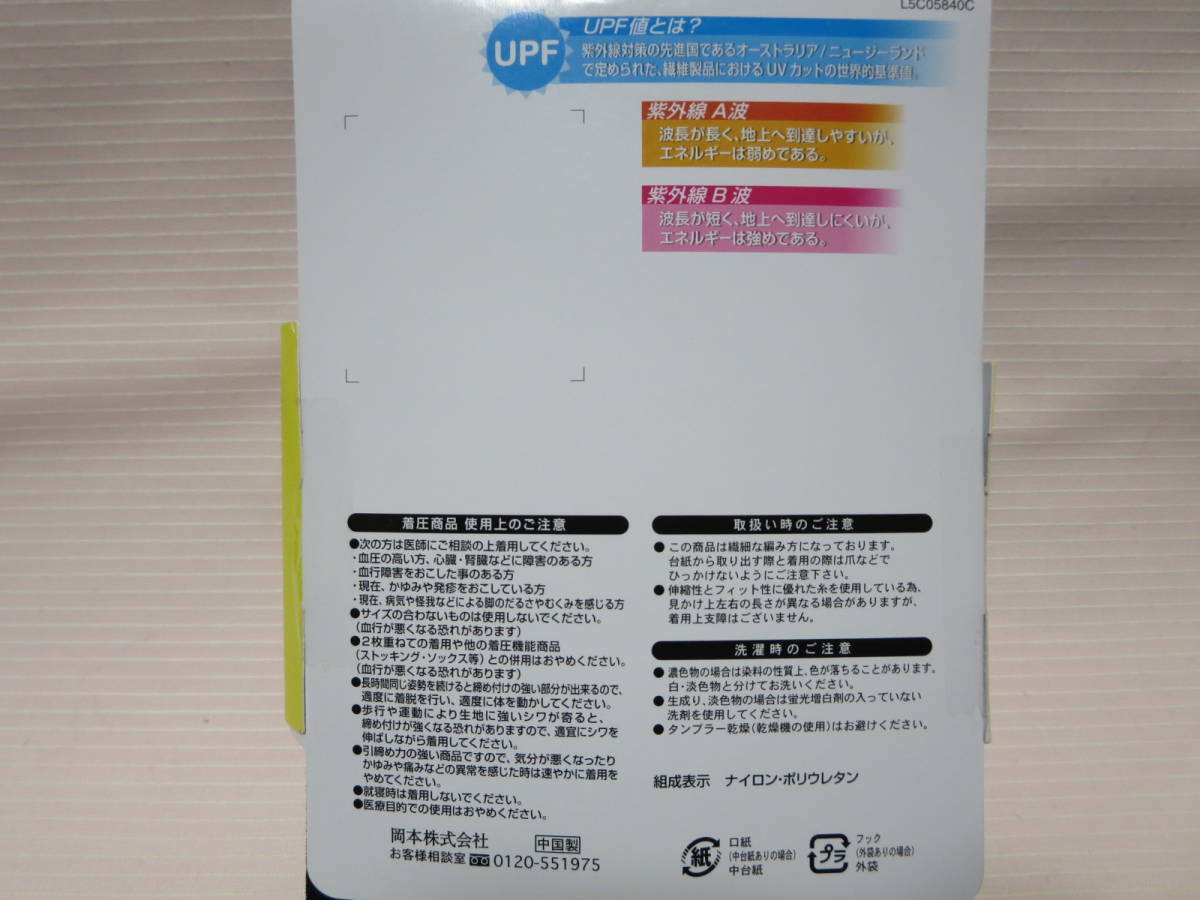 L5C05840C
UPF
UPF値とは?
紫外線対策の先進国であるオーストラリア/ニュージーランド
で定められた、繊維製品におけるUVカットの世界的基準値。
紫外線A波
波長が長く、地上へ到達しやすいが、
エネルギーは弱めである。
紫外線B波
波長が短く、地上へ到達しにくいが、
エネルギーは強めである。
着圧商品 使用上のご注意
●次の方は医師にご相談の上着用してください。
・血圧の高い方、心臓・腎臓などに障害のある方
・血行障害をおこした事のある方
・現在、かゆみや発疹をおこしている方
・現在、病気や怪我などによる脚のだるさやむくみを感じる方
●サイズの合わないものは使用しないでください。
(血行が悪くなる恐れがあります)
●2枚重ねての着用や他の着圧機能商品
(ストッキング・ソックス等)との併用はおやめください。
(血行が悪くなる恐れがあります)
●長時間同じ姿勢を続けると締め付けの強い部分が出来るので、
適度に着脱を行い、適度に体を動かしてください。
●歩行や運動により生地に強いシワが寄ると、
締め付けが強くなる恐れがありますので、適宜にシワを
伸ばしながら着用してください。
●引締め力の強い商品ですので、気分が悪くなったり
かゆみや痛みなどの異常を感じた時は速やかに着用を
やめてください。
●就寝時は着用しないでください。
●医療目的での使用はおやめください。
岡本株式会社 中国製
お客様相談室 0120-551975
取扱い時のご注意
● この商品は繊細な編み方になっております。
台紙から取り出す際と着用の際は爪などで
ひっかけないようにご注意下さい。
● 伸縮性とフィット性に優れた糸を使用している為、
見かけ上左右の長さが異なる場合がありますが、
着用上支障はございません。
洗濯時のご注意
● 濃色物の場合は染料の性質上、色が落ちることがあります。
白・淡色物と分けてお洗いください。
● 生成り、淡色物の場合は蛍光増白剤の入っていない
洗剤を使用してください。
● タンブラー乾燥(乾燥機の使用)はお避けください。
組成表示 ナイロン・ポリウレタン
紙
口紙
(中台紙ありの場合)
中台紙
プラ
フック
(外袋ありの場合)
外袋